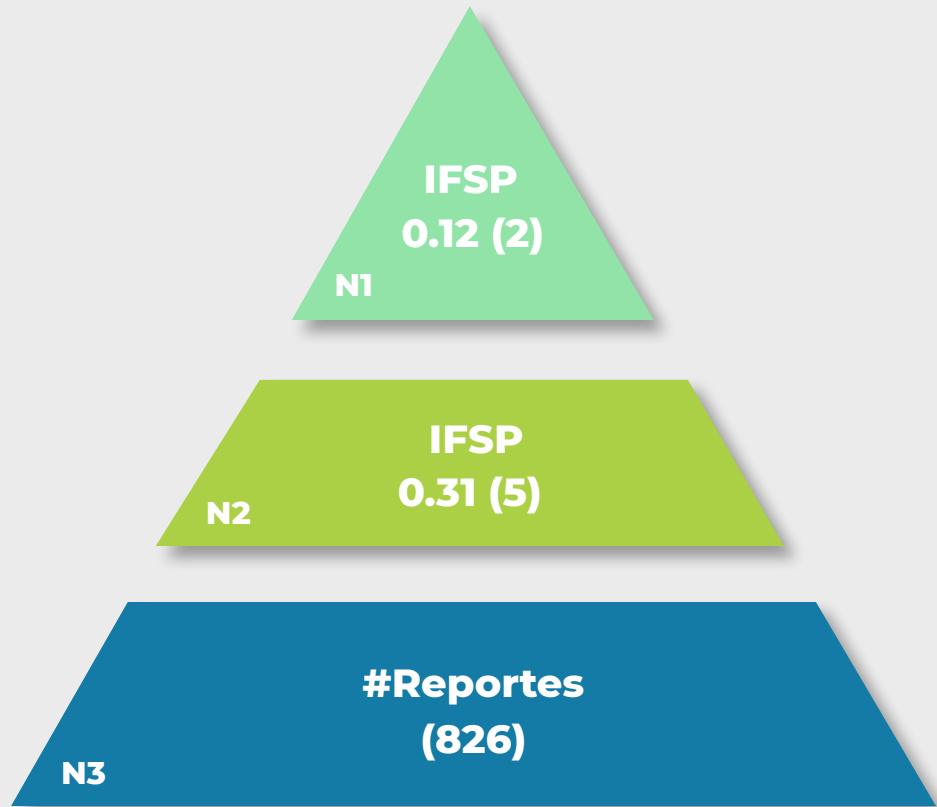 IFSP
0.12 (2)
N1
IFSP
0.31 (5)
N2
#Reportes
(826)
N3